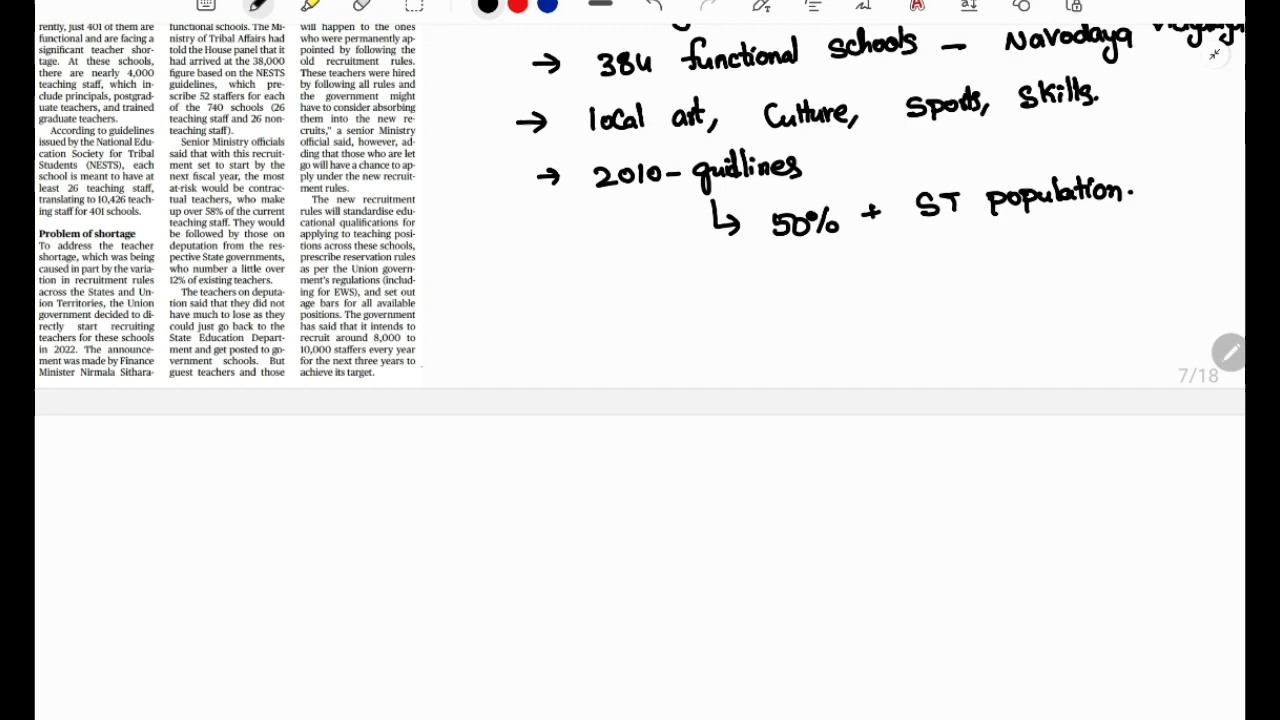 rently, just 401 of them are
functional and are facing a
significant teacher shor-
tage. At these schools,
there are nearly 4,000
teaching staff, which in-
clude principals, postgrad-
uate teachers, and trained
graduate teachers.
According to guidelines
issued by the National Edu-
cation Society for Tribal
Students (NESTS), each
school is meant to have at
least 26 teaching staff,
translating to 10,426 teach-
ing staff for 401 schools.
Problem of shortage
To address the teacher
shortage, which was being
caused in part by the varia-
tion in recruitment rules
across the States and Un-
ion Territories, the Union
government decided to di-
rectly start recruiting
teachers for these schools
in 2022. The announce-
ment was made by Finance
Minister Nirmala Sithara-
functional schools. The Mi-
nistry of Tribal Affairs had
told the House panel that it
had arrived at the 38,000
figure based on the NESTS
guidelines, which pre-
scribe 52 staffers for each
of the 740 schools (26
teaching staff and 26 non-
teaching staff).
Senior Ministry officials
said that with this recruit-
ment set to start by the
next fiscal year, the most
at-risk would be contrac-
tual teachers, who make
up over 58% of the current
teaching staff. They would
be followed by those on
deputation from the res-
pective State governments,
who number a little over
12% of existing teachers.
The teachers on deputa-
tion said that they did not
have much to lose as they
could just go back to the
State Education Depart-
ment and get posted to go-
vernment schools. But
guest teachers and those
will happen to the ones
who were permanently ap-
pointed by following the
old recruitment rules.
These teachers were hired
by following all rules and
the government might
have to consider absorbing
them into the new re-
cruits," a senior Ministry
official said, however, ad-
ding that those who are let
go will have a chance to ap-
ply under the new recruit-
ment rules.
The new recruitment
rules will standardise edu-
cational qualifications for
applying to teaching posi-
tions across these schools,
prescribe reservation rules
as per the Union govern-
ment's regulations (includ-
ing for EWS), and set out
age bars for all available
positions. The government
has said that it intends to
recruit around 8,000 to
10,000 staffers every year
for the next three years to
achieve its target.
→ 384 functional schools — Navodaya
→ local art, Culture, Sports, Skills.
→ 2010 - guidlines
↳ 50% + ST population.
7/18